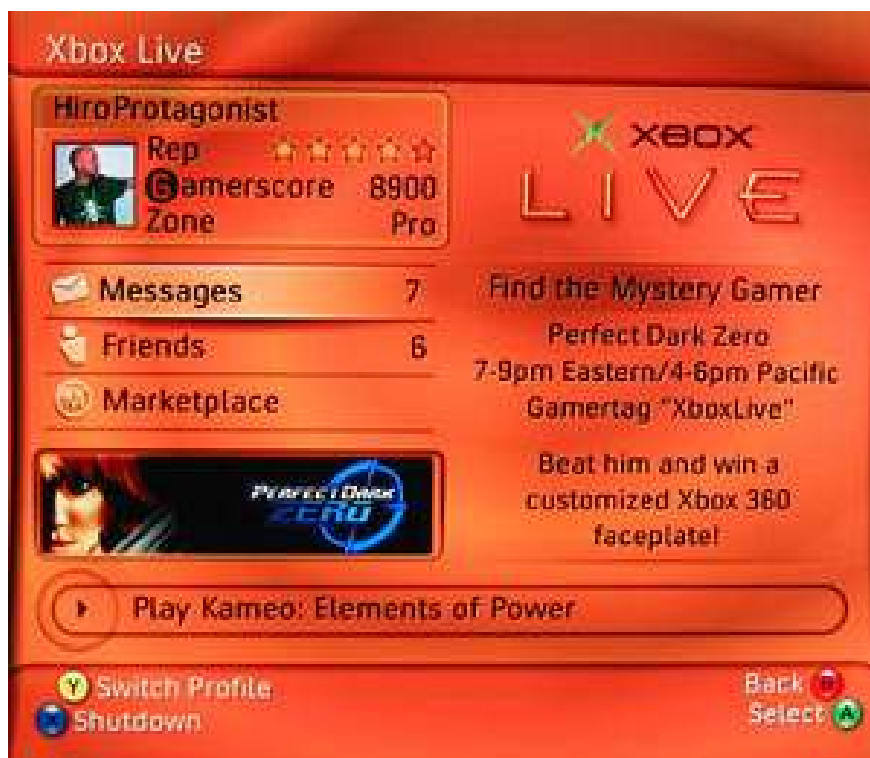 Xbox Live
HiroProtagonist
Rep
Gamerscore 8900
Zone Pro
Messages 7
Friends 6
Marketplace
PERFECT DARK
ZERO
XBOX
LIVE
Find the Mystery Gamer
Perfect Dark Zero
7-9pm Eastern/4-6pm Pacific
Gamertag "XboxLive"
Beat him and win a
customized Xbox 360
faceplate!
Play Kameo: Elements of Power
Y Switch Profile
X Shutdown
Back B
Select A